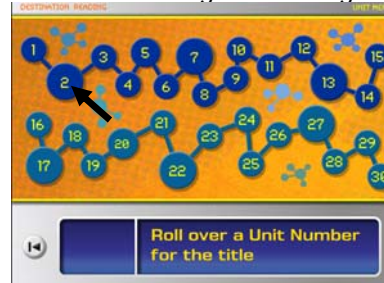 DESTINATION READING
1 2 3 4 5 6 7 8 9 10 11 12 13 14 15
16 17 18 19 20 21 22 23 24 25 26 27 28 29
Roll over a Unit Number
for the title